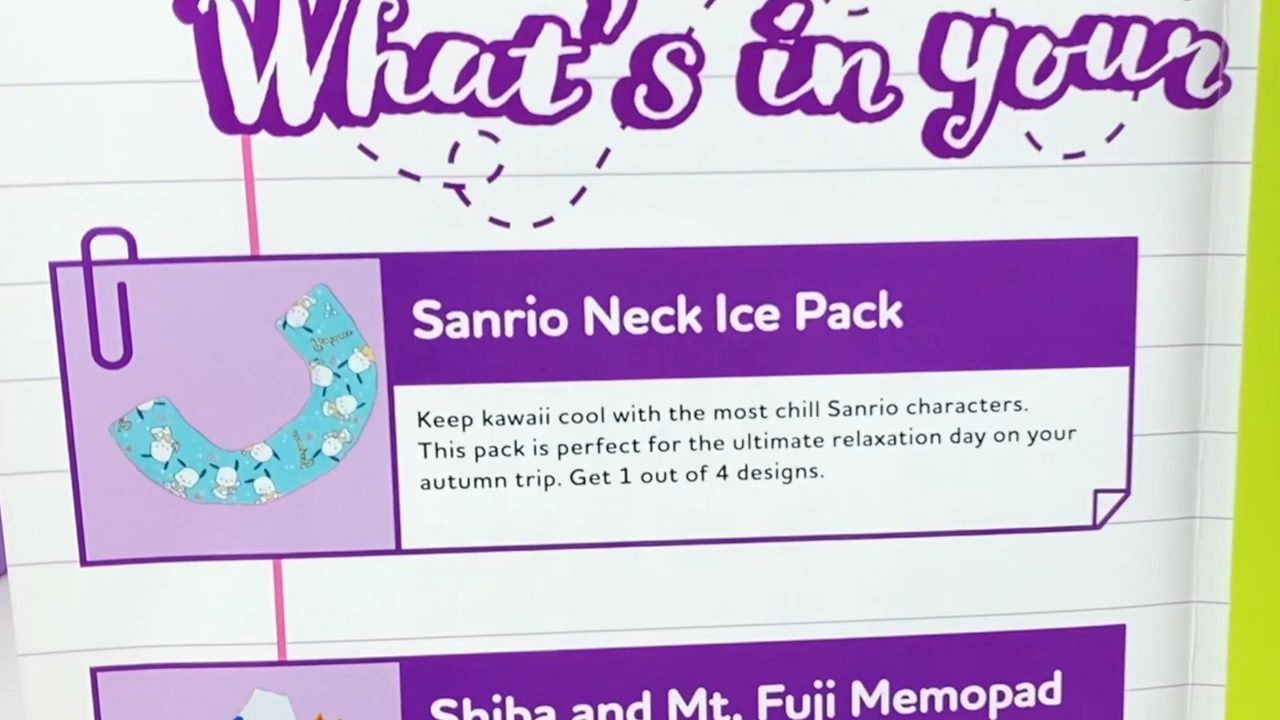 What's in your
Sanrio Neck Ice Pack
Keep kawaii cool with the most chill Sanrio characters.
This pack is perfect for the ultimate relaxation day on your
autumn trip. Get 1 out of 4 designs.
Shiba and Mt. Fuji Memopad